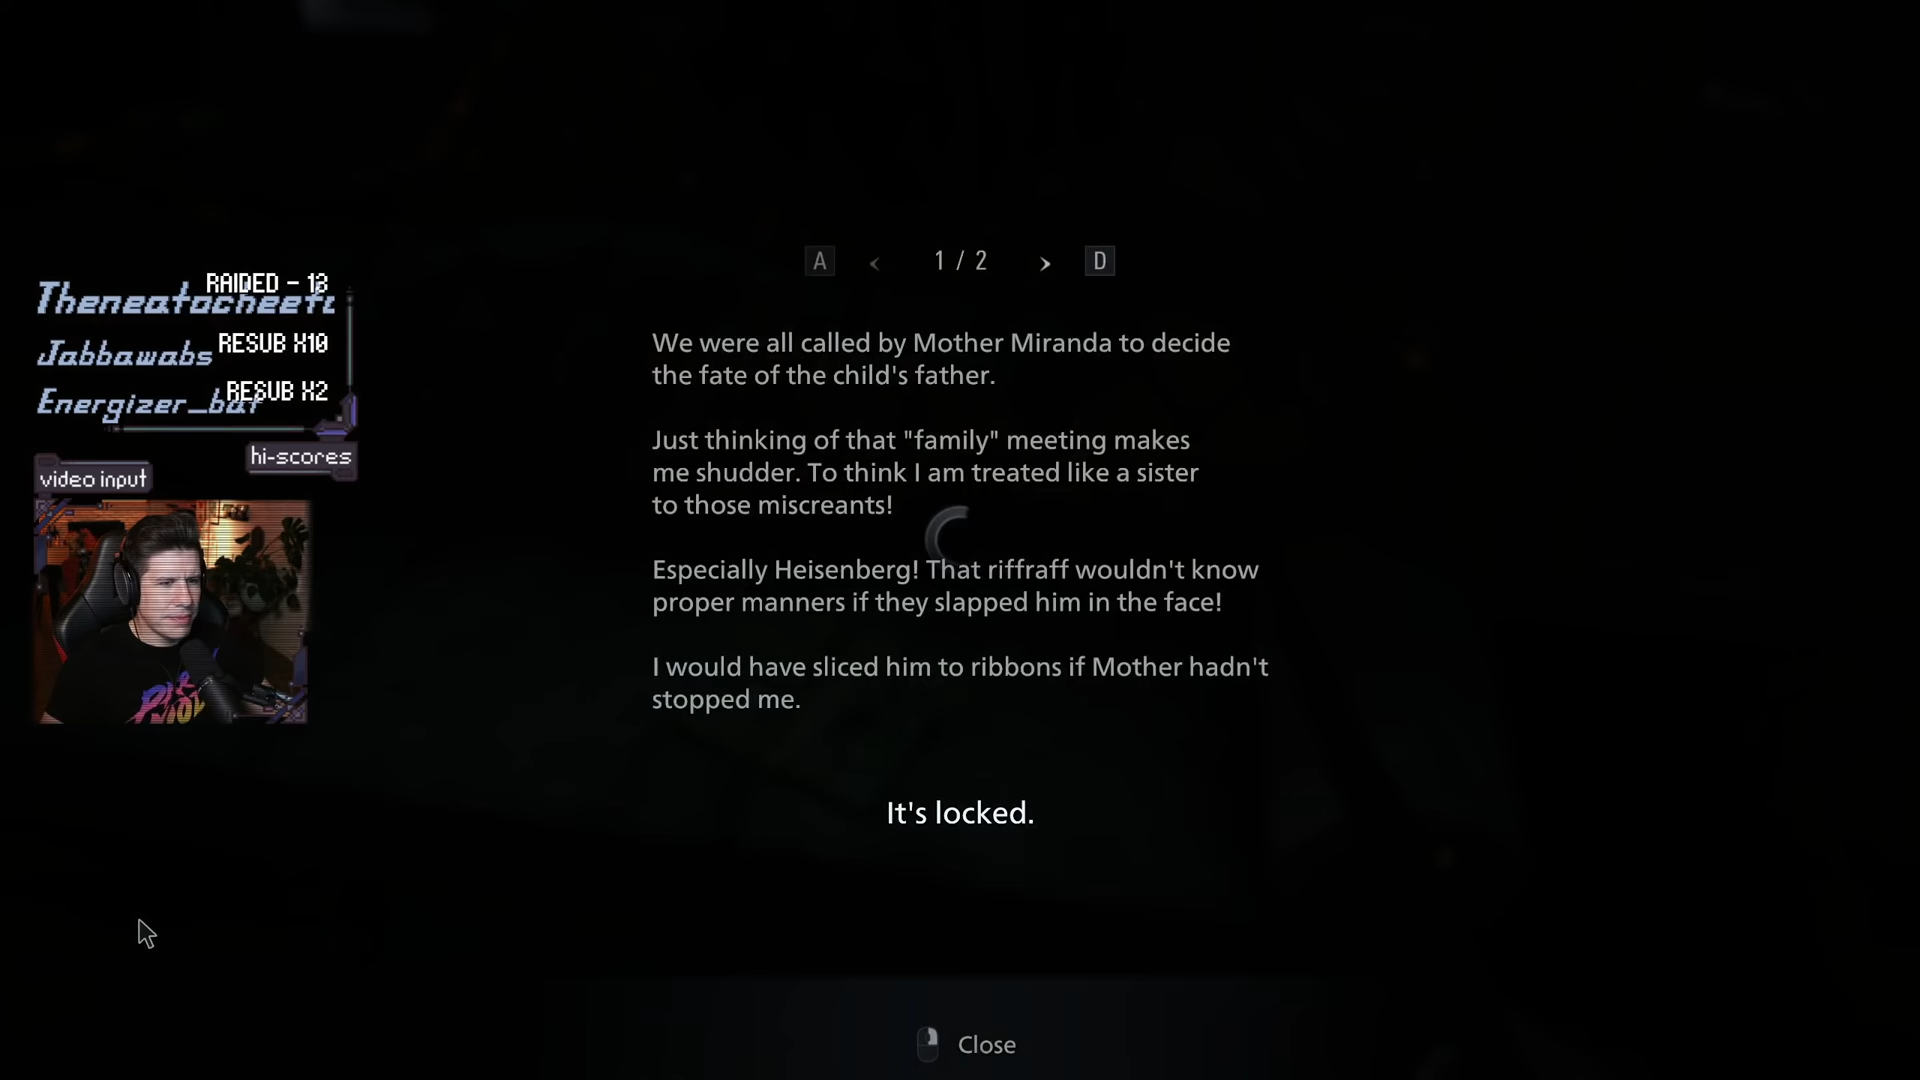 A < 1 / 2 > D
We were all called by Mother Miranda to decide
the fate of the child's father.
Just thinking of that "family" meeting makes
me shudder. To think I am treated like a sister
to those miscreants!
Especially Heisenberg! That riffraff wouldn't know
proper manners if they slapped him in the face!
I would have sliced him to ribbons if Mother hadn't
stopped me.
It's locked.
Close
RAIDED - 13
RESUB X10
Jabbawabs
RESUB X2
hi-scores
video input